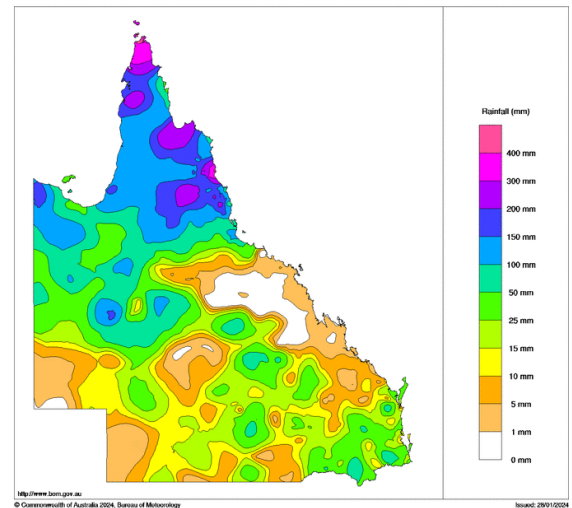 Rainfall (mm)
400 mm
300 mm
200 mm
150 mm
100 mm
50 mm
25 mm
15 mm
10 mm
5 mm
1 mm
0 mm
http://www.bom.gov.au
© Commonwealth of Australia 2024, Bureau of Meteorology
Issued: 28/01/2024